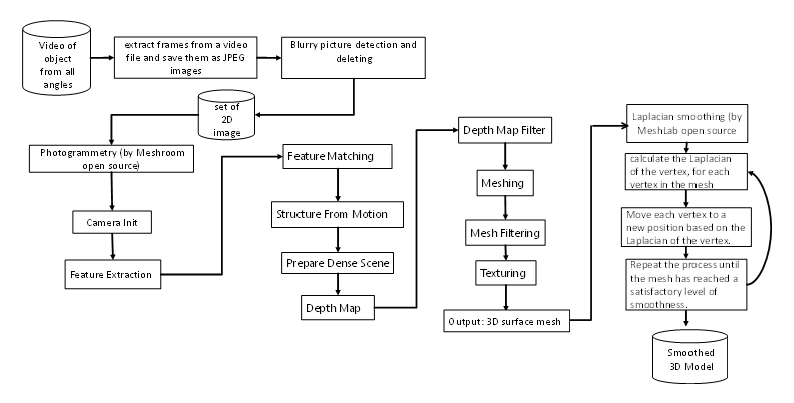 Video of
object
from all
angles
extract frames from a video
file and save them as JPEG
images
Blurry picture detection and
deleting
set of
2D
image
Photogrammetry (by Meshroom
open source)
Camera Init
Feature Extraction
Feature Matching
Structure From Motion
Prepare Dense Scene
Depth Map
Depth Map Filter
Meshing
Mesh Filtering
Texturing
Output: 3D surface mesh
Laplacian smoothing (by
MeshLab open source
calculate the Laplacian
of the vertex, for each
vertex in the mesh
Move each vertex to a
new position based on the
Laplacian of the vertex.
Repeat the process until
the mesh has reached a
satisfactory level of
smoothness.
Smoothed
3D Model